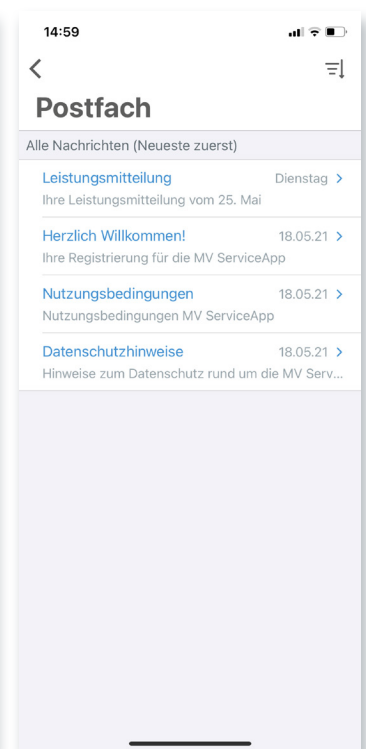 14:59
Postfach
Alle Nachrichten (Neueste zuerst)
Leistungsmitteilung Dienstag
Ihre Leistungsmitteilung vom 25. Mai
Herzlich Willkommen! 18.05.21
Ihre Registrierung für die MV ServiceApp
Nutzungsbedingungen 18.05.21
Nutzungsbedingungen MV ServiceApp
Datenschutzhinweise 18.05.21
Hinweise zum Datenschutz rund um die MV Serv...